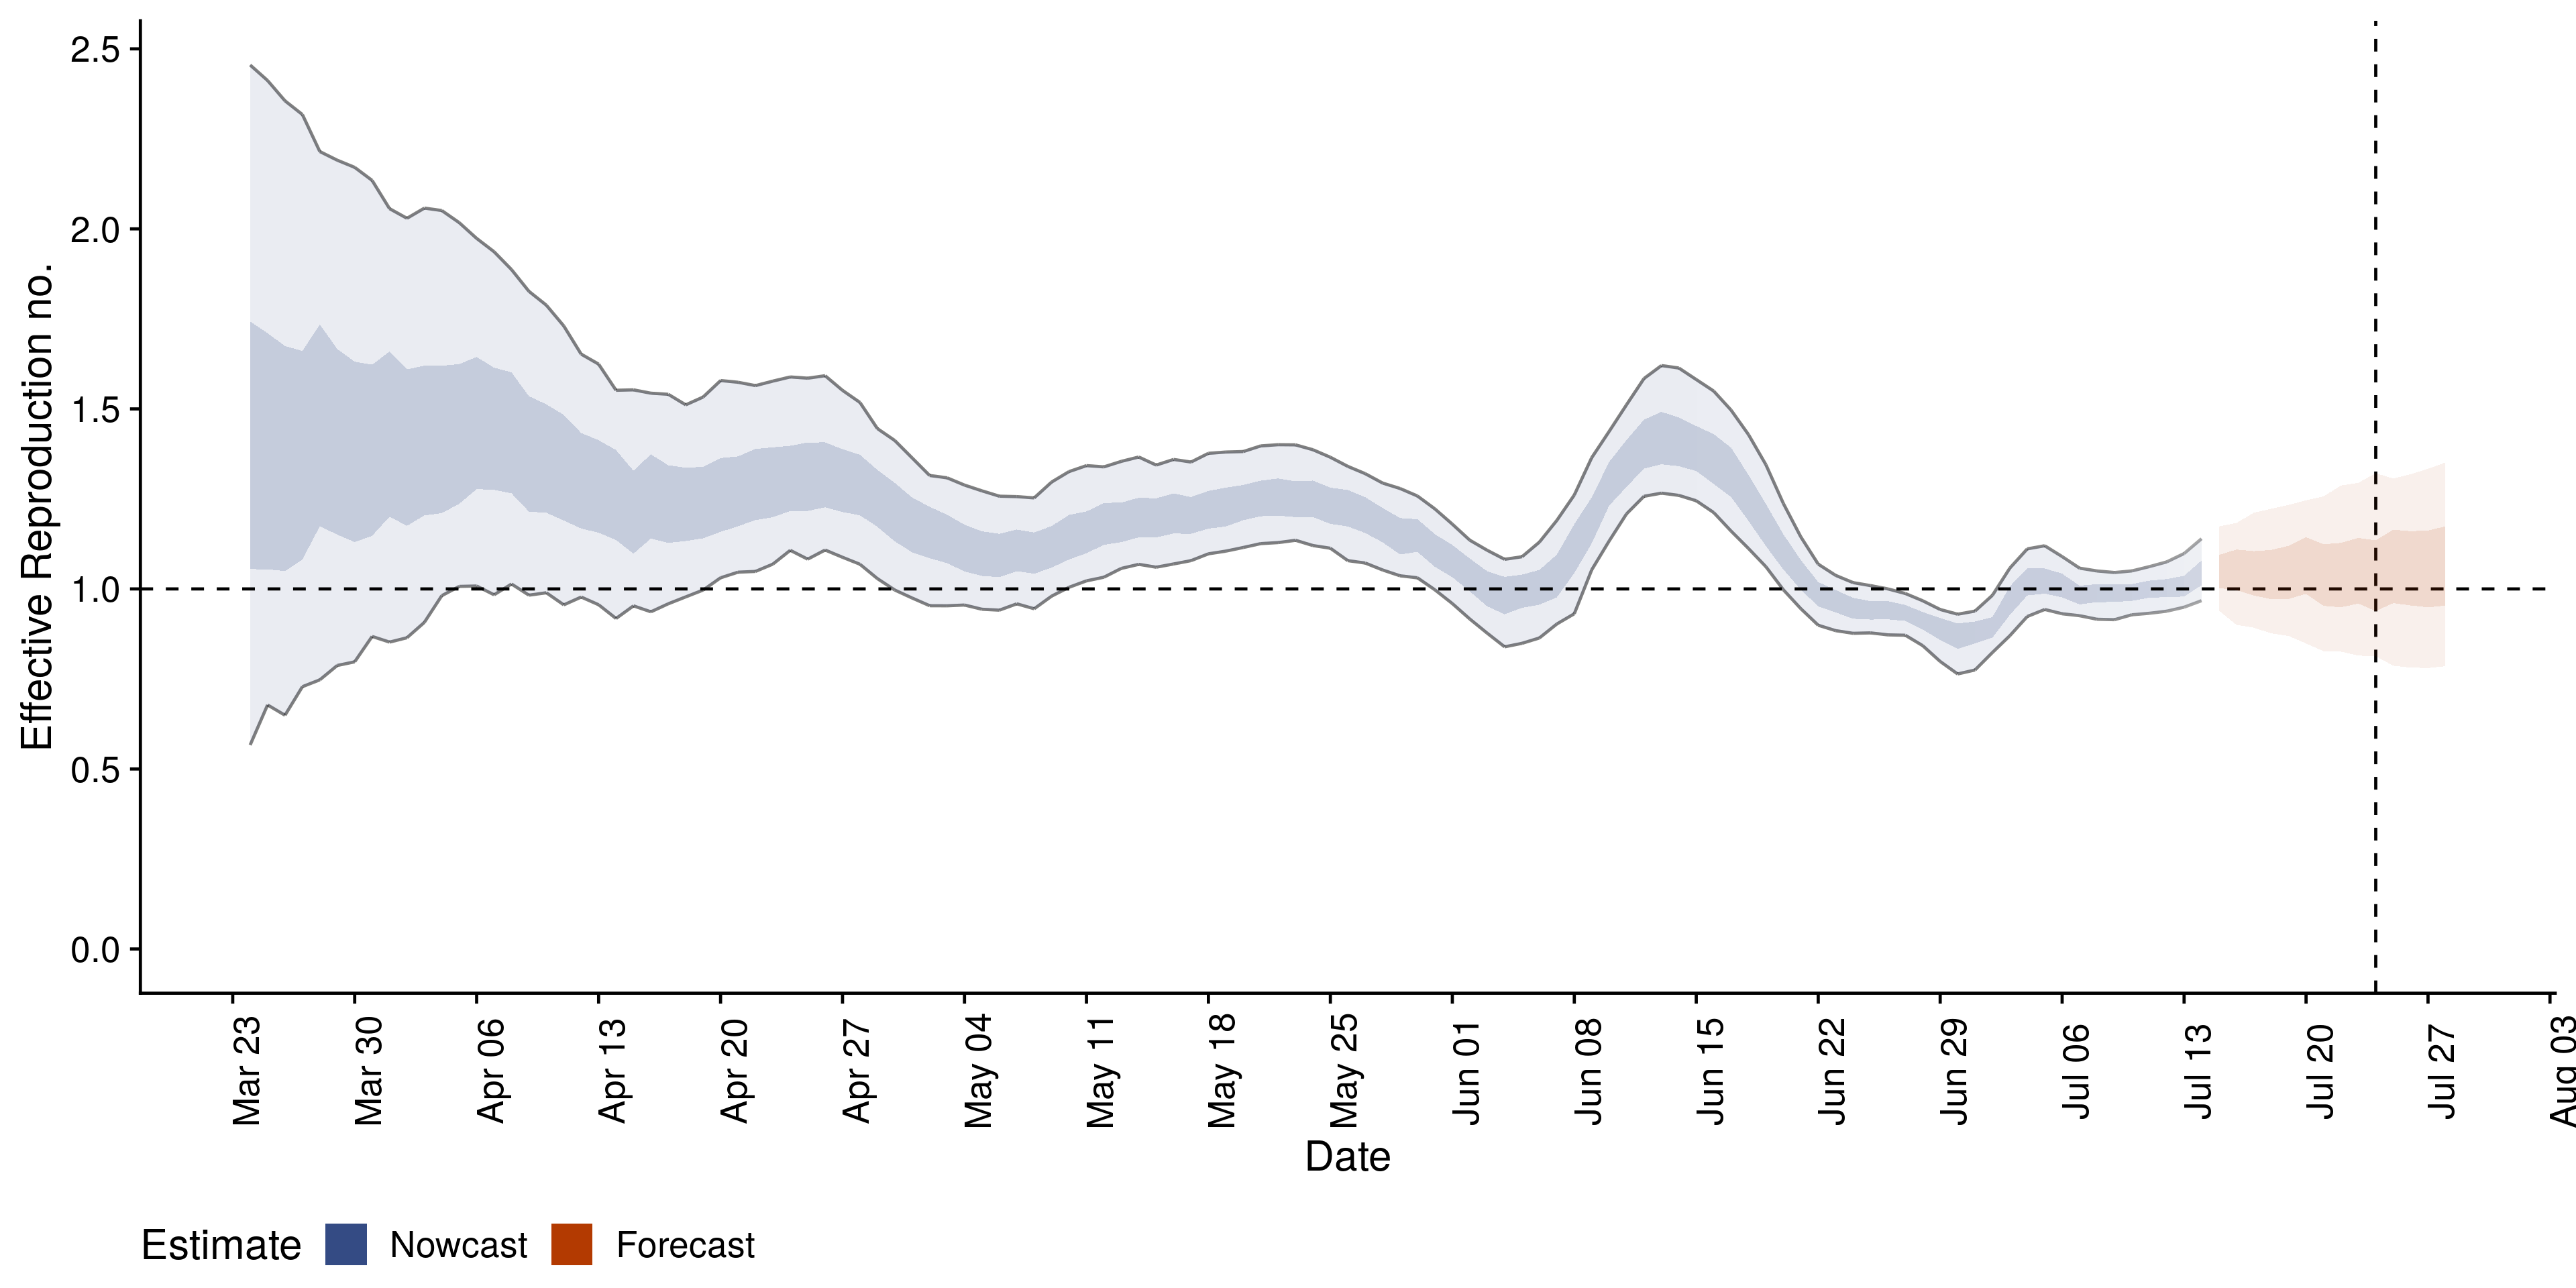 Effective Reproduction no.
2.5
2.0
1.5
1.0
0.5
0.0
Mar 23
Mar 30
Apr 06
Apr 13
Apr 20
Apr 27
May 04
May 11
May 18
May 25
Jun 01
Jun 08
Jun 15
Jun 22
Jun 29
Jul 06
Jul 13
Jul 20
Jul 27
Aug 03
Date
Estimate Nowcast Forecast